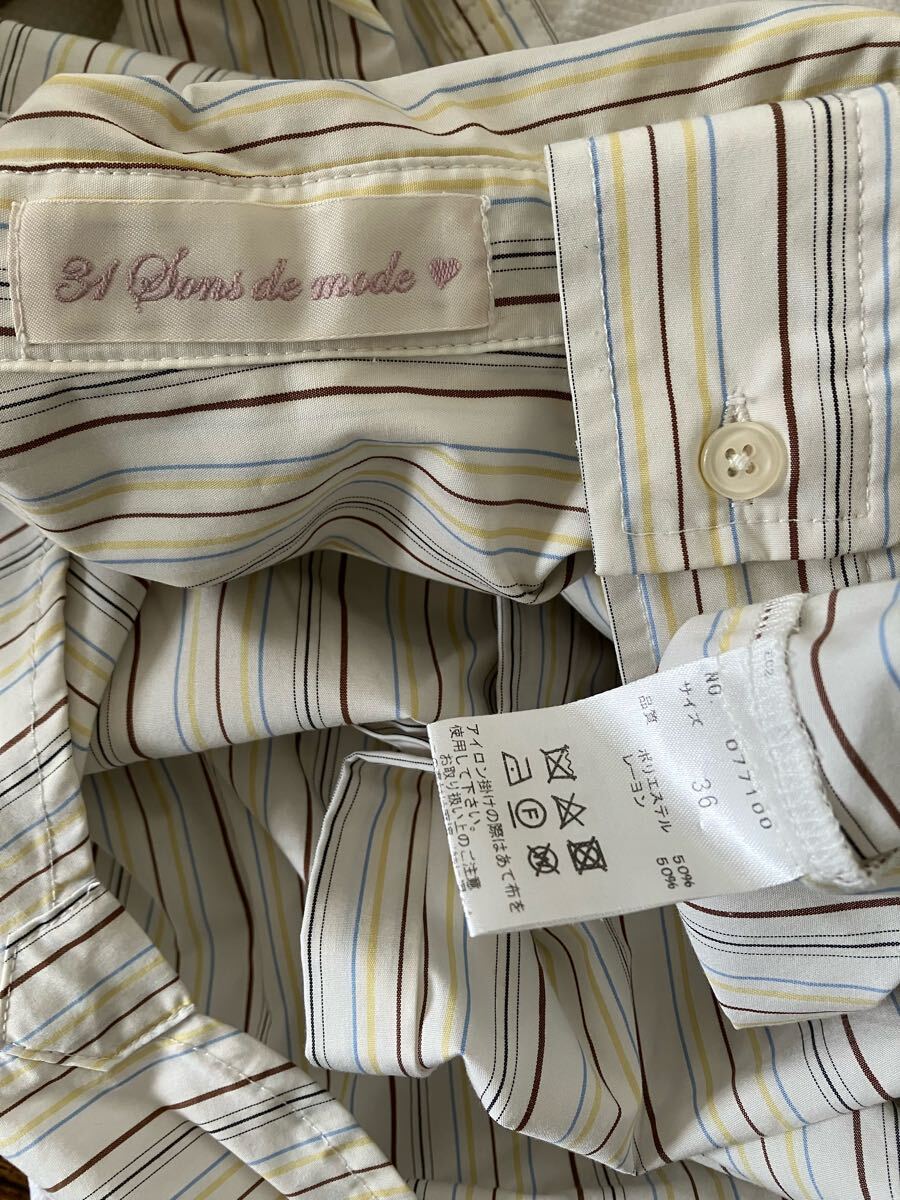 31 Sons de mode
NO. 077100
サイズ 36
品質 ポリエステル 50%
レーヨン 50%
F
W
アイロン掛けの際はあて布を
使用して下さい。
お取り扱い上のご注意